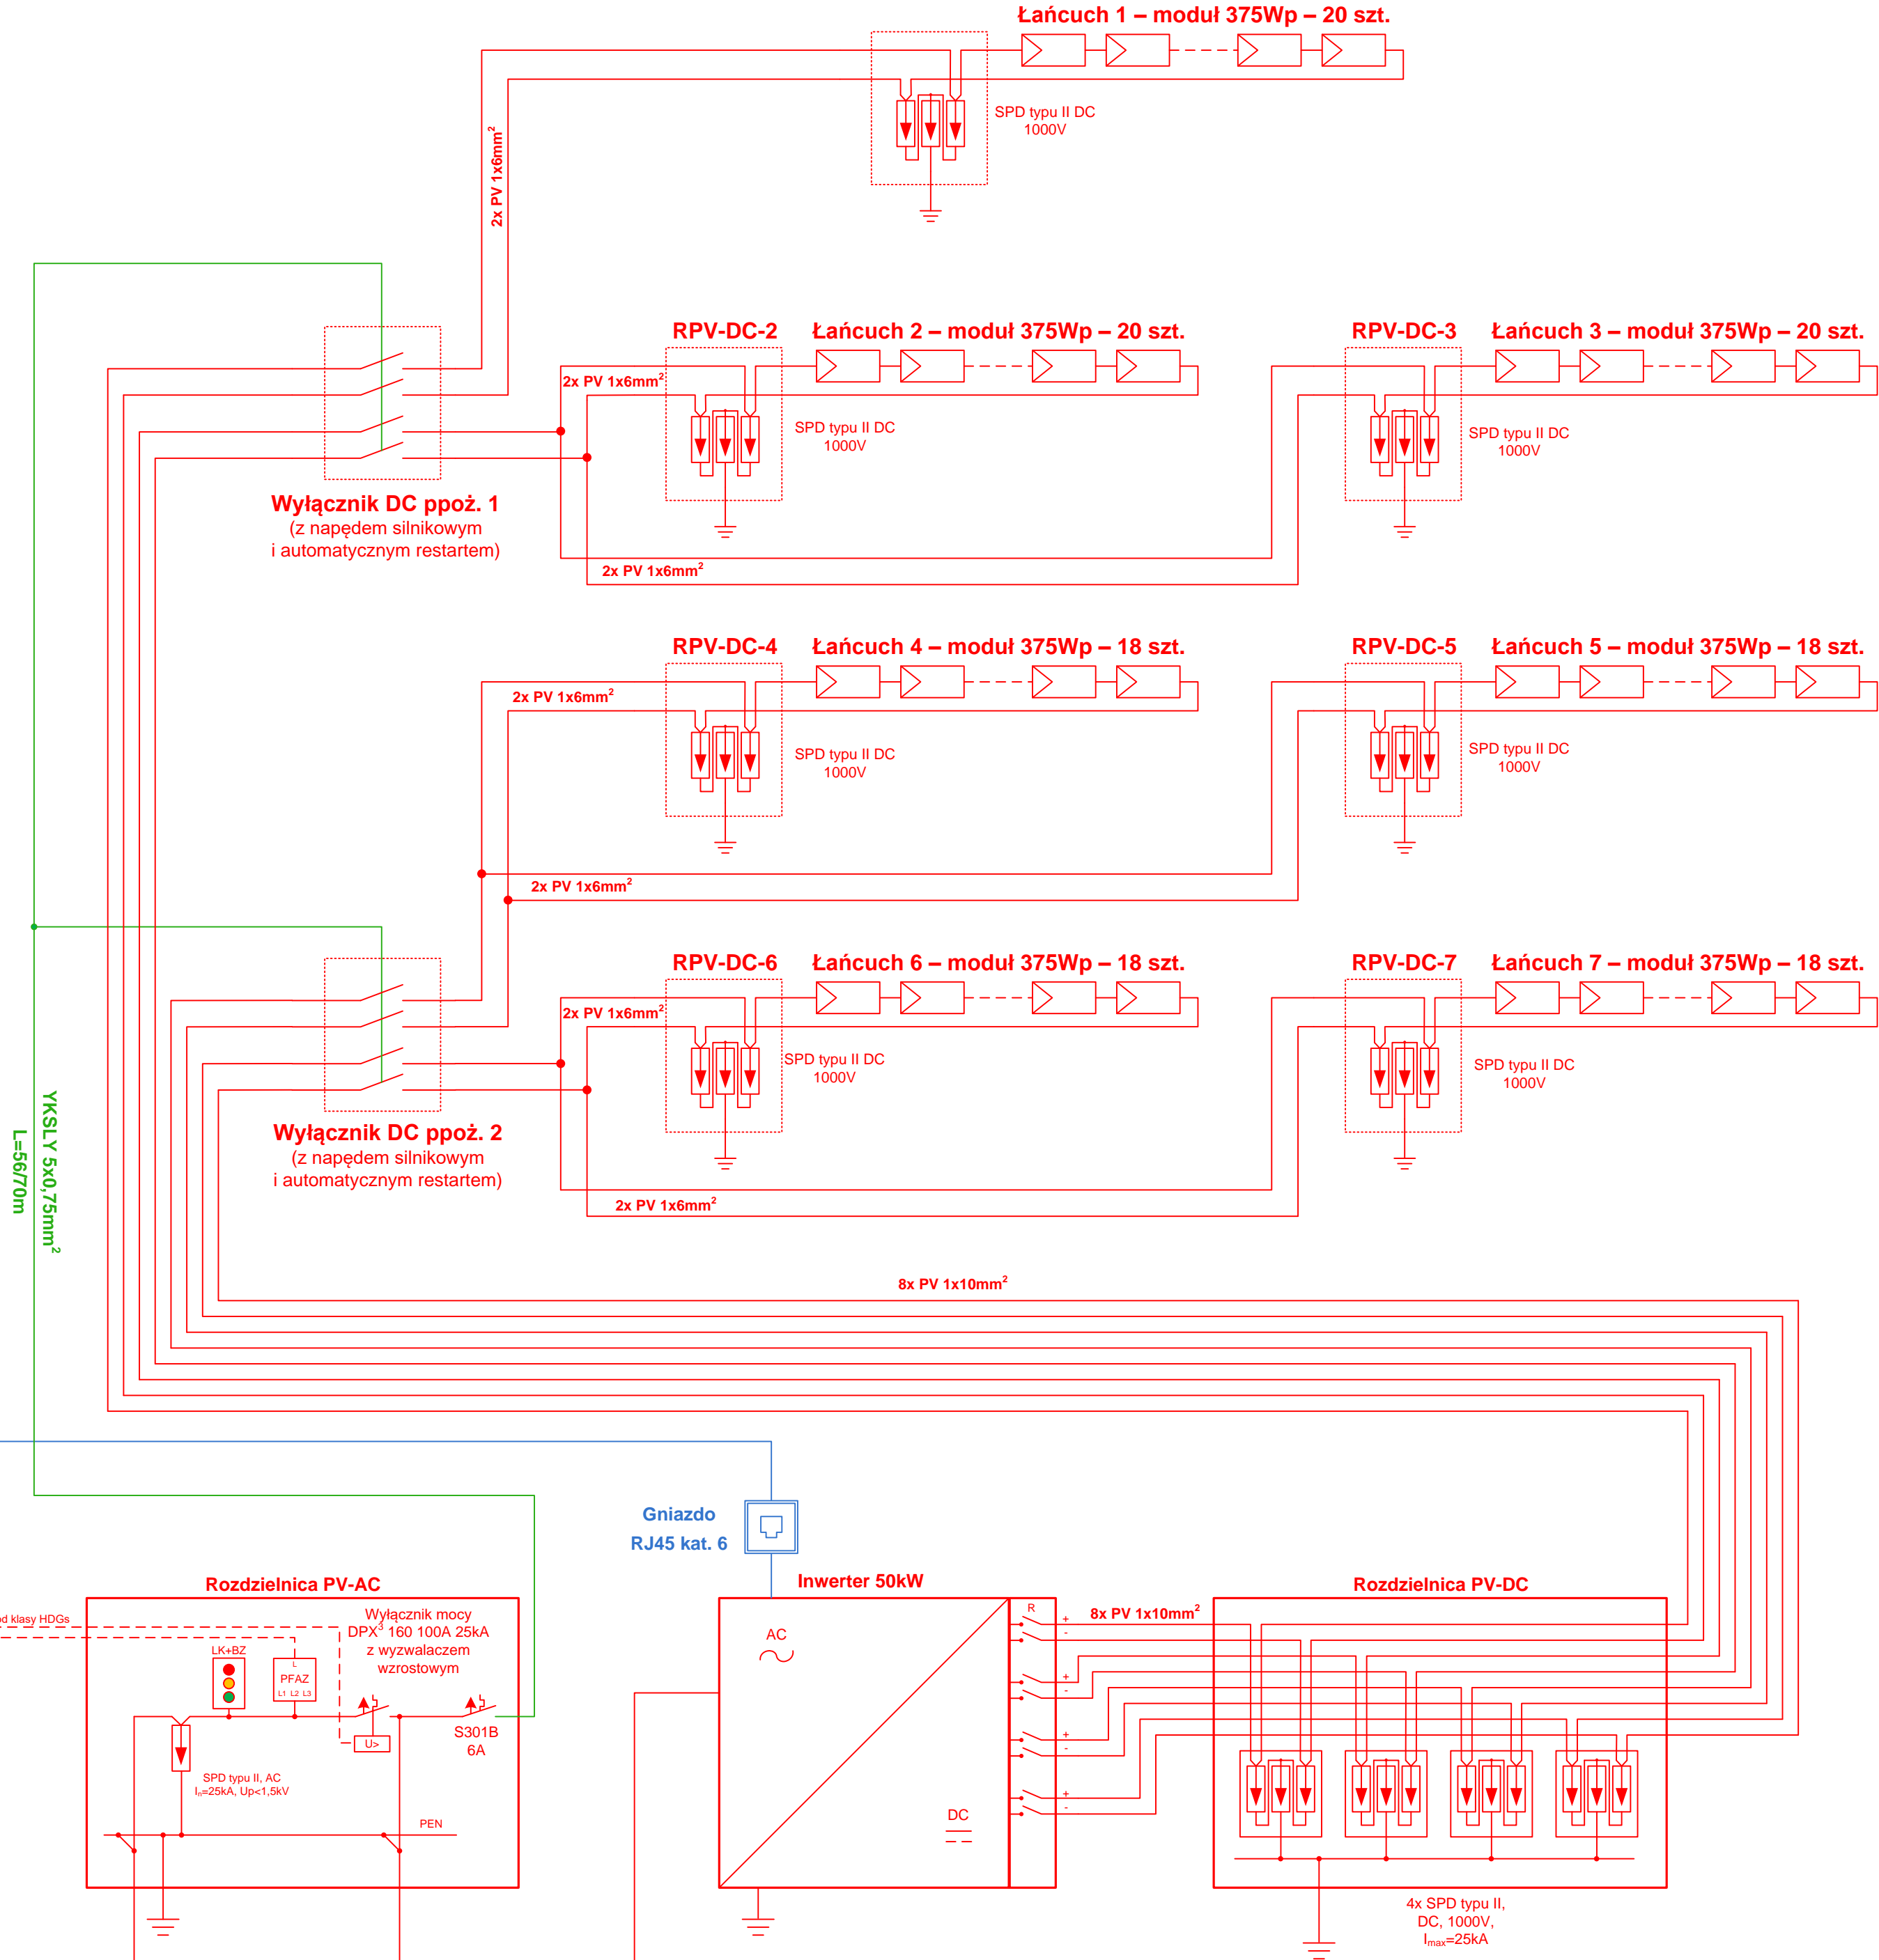 Łańcuch 1 – moduł 375Wp – 20 szt.
SPD typu II DC
1000V
2x PV 1x6mm²
RPV-DC-2
Łańcuch 2 – moduł 375Wp – 20 szt.
RPV-DC-3
Łańcuch 3 – moduł 375Wp – 20 szt.
2x PV 1x6mm²
SPD typu II DC
1000V
SPD typu II DC
1000V
Wyłącznik DC ppoż. 1
(z napędem silnikowym
i automatycznym restartem)
2x PV 1x6mm²
RPV-DC-4
Łańcuch 4 – moduł 375Wp – 18 szt.
RPV-DC-5
Łańcuch 5 – moduł 375Wp – 18 szt.
2x PV 1x6mm²
SPD typu II DC
1000V
SPD typu II DC
1000V
2x PV 1x6mm²
RPV-DC-6
Łańcuch 6 – moduł 375Wp – 18 szt.
RPV-DC-7
Łańcuch 7 – moduł 375Wp – 18 szt.
2x PV 1x6mm²
SPD typu II DC
1000V
SPD typu II DC
1000V
Wyłącznik DC ppoż. 2
(z napędem silnikowym
i automatycznym restartem)
2x PV 1x6mm²
YKSLY 5x0,75mm²
L=56/70m
8x PV 1x10mm²
Gniazdo
RJ45 kat. 6
Rozdzielnica PV-AC
od klasy HDGs
Wyłącznik mocy
DPX³ 160 100A 25kA
z wyzwalaczem
wzrostowym
LK+BZ
L
PFAZ
L1 L2 L3
U>
S301B
6A
SPD typu II, AC
Iₙ=25kA, Up<1,5kV
PEN
Inwerter 50kW
AC
DC
R
+
-
+
-
+
-
+
-
8x PV 1x10mm²
Rozdzielnica PV-DC
4x SPD typu II,
DC, 1000V,
Imax=25kA